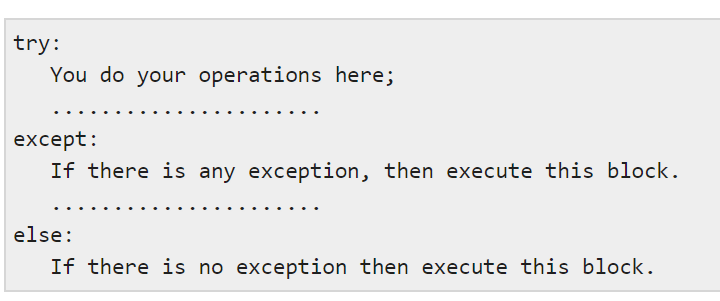 try:
   You do your operations here;
   ......................
except:
   If there is any exception, then execute this block.
   ......................
else:
   If there is no exception then execute this block.